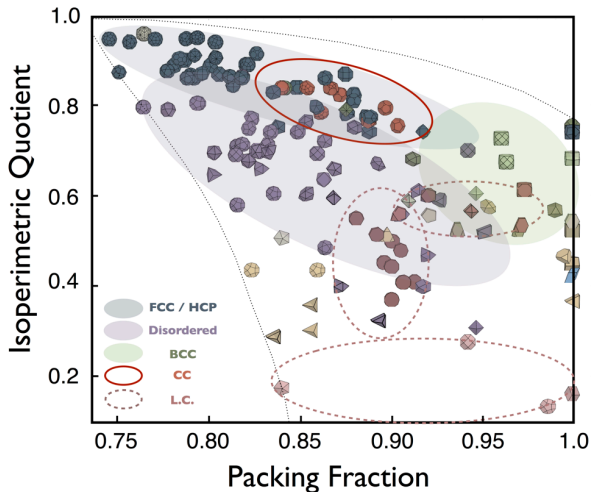 1.0
0.8
0.6
0.4
0.2
Isoperimetric Quotient
FCC / HCP
Disordered
BCC
CC
L.C.
0.75 0.80 0.85 0.90 0.95 1.0
Packing Fraction